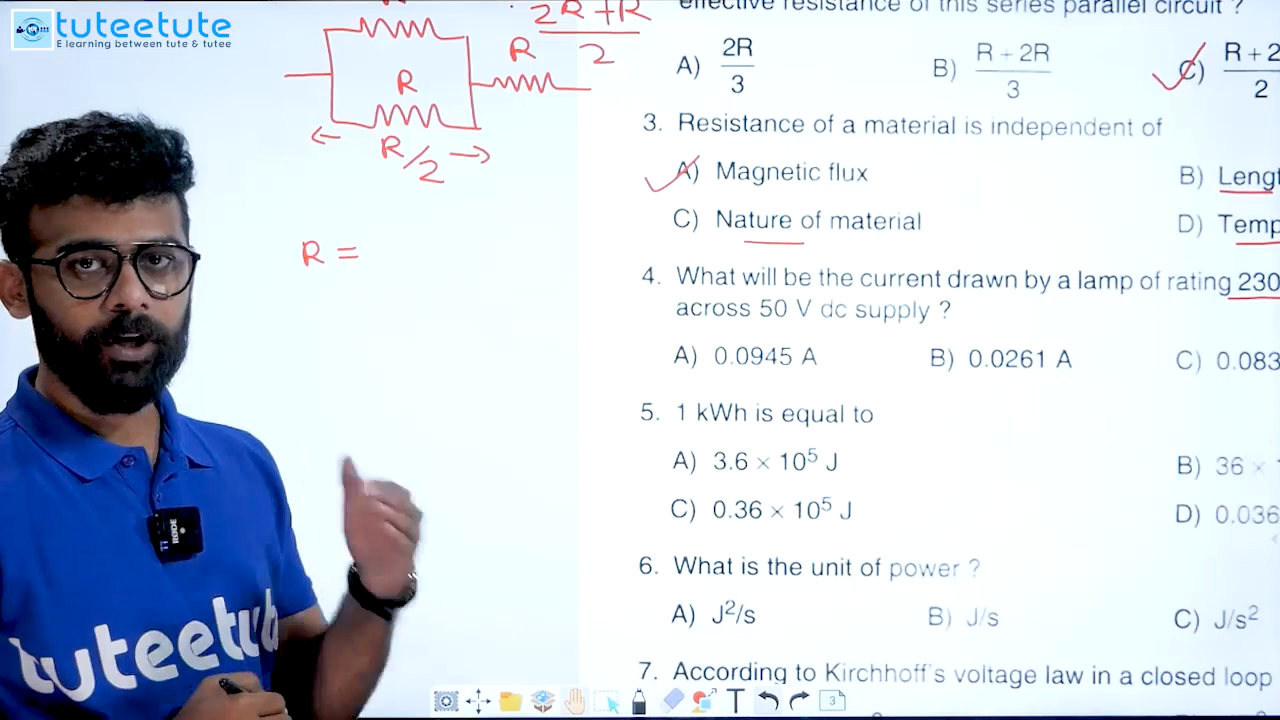 tuteetute
E learning between tute & tutee
2R+R
2
R
R
R/2
R =
effective resistance of this series parallel circuit ?
A) 2R/3 B) R + 2R/3 C) R + 2/2
3. Resistance of a material is independent of
A) Magnetic flux B) Lengt
C) Nature of material D) Temp
4. What will be the current drawn by a lamp of rating 230
across 50 V dc supply ?
A) 0.0945 A B) 0.0261 A C) 0.083
5. 1 kWh is equal to
A) 3.6 × 10⁵ J B) 36 ×
C) 0.36 × 10⁵ J D) 0.036
6. What is the unit of power ?
A) J²/s B) J/s C) J/s²
7. According to Kirchhoff's voltage law in a closed loop
RODE
tuteetut
T
3